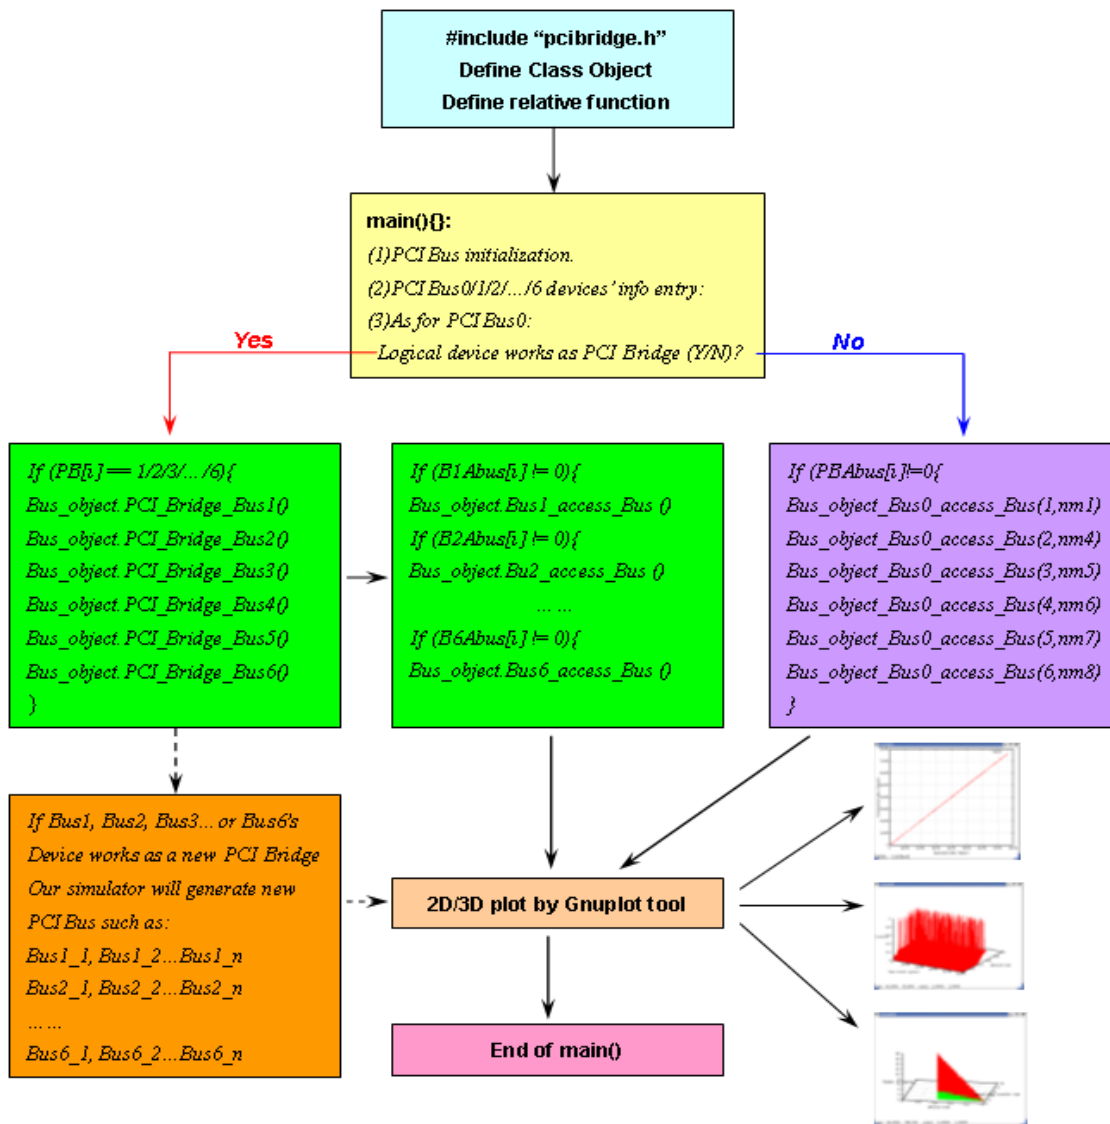 #include “pcibridge.h”
Define Class Object
Define relative function
main(){}:
(1)PCI Bus initialization.
(2)PCI Bus0/1/2/.../6 devices’ info entry:
(3)As for PCI Bus0:
Logical device works as PCI Bridge (Y/N)?
Yes
No
If (PB[i] == 1/2/3/.../6){
Bus_object.PCI_Bridge_Bus1()
Bus_object.PCI_Bridge_Bus2()
Bus_object.PCI_Bridge_Bus3()
Bus_object.PCI_Bridge_Bus4()
Bus_object.PCI_Bridge_Bus5()
Bus_object.PCI_Bridge_Bus6()
}
If (B1Abus[i] != 0){
Bus_object.Bus1_access_Bus ()
If (B2Abus[i] != 0){
Bus_object.Bu2_access_Bus ()
... ...
If (B6Abus[i] != 0){
Bus_object.Bus6_access_Bus ()
If (PBAbus[i]!=0{
Bus_object_Bus0_access_Bus(1,nm1)
Bus_object_Bus0_access_Bus(2,nm4)
Bus_object_Bus0_access_Bus(3,nm5)
Bus_object_Bus0_access_Bus(4,nm6)
Bus_object_Bus0_access_Bus(5,nm7)
Bus_object_Bus0_access_Bus(6,nm8)
}
If Bus1, Bus2, Bus3... or Bus6's
Device works as a new PCI Bridge
Our simulator will generate new
PCI Bus such as:
Bus1_1, Bus1_2...Bus1_n
Bus2_1, Bus2_2...Bus2_n
... ...
Bus6_1, Bus6_2...Bus6_n
2D/3D plot by Gnuplot tool
End of main()